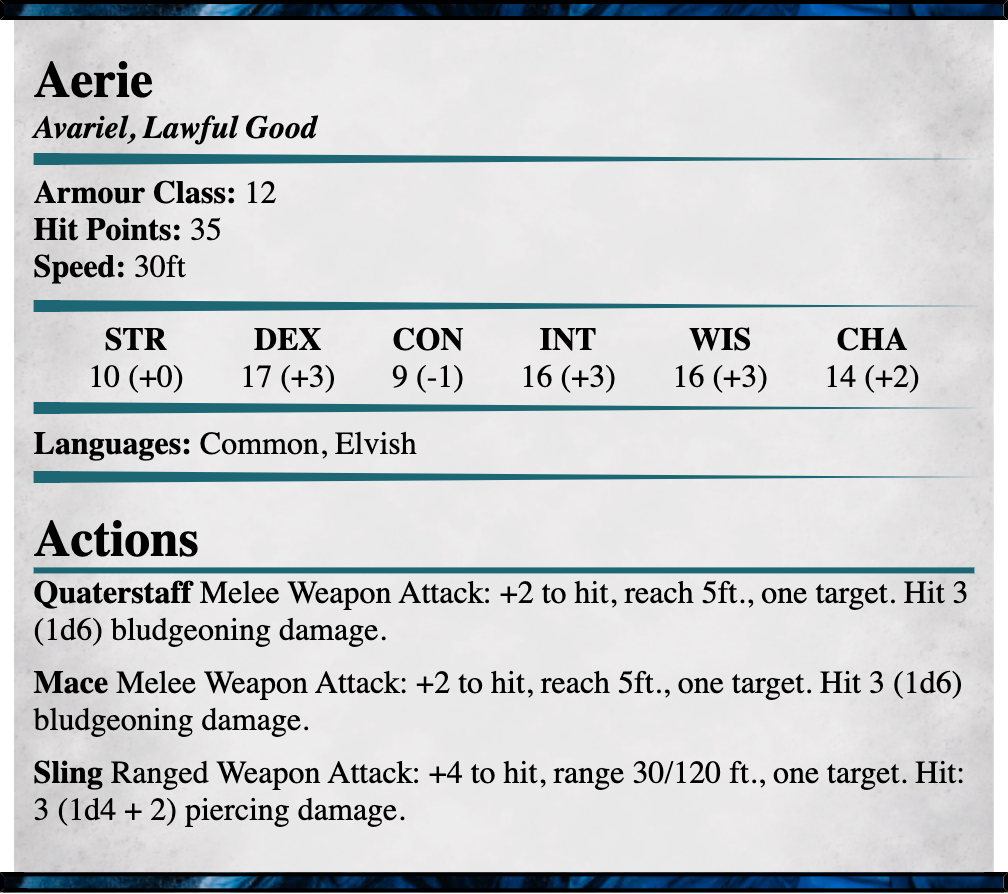 Aerie
Avariel, Lawful Good
Armour Class: 12
Hit Points: 35
Speed: 30ft
STR DEX CON INT WIS CHA
10 (+0) 17 (+3) 9 (-1) 16 (+3) 16 (+3) 14 (+2)
Languages: Common, Elvish
Actions
Quaterstaff Melee Weapon Attack: +2 to hit, reach 5ft., one target. Hit 3
(1d6) bludgeoning damage.
Mace Melee Weapon Attack: +2 to hit, reach 5ft., one target. Hit 3 (1d6)
bludgeoning damage.
Sling Ranged Weapon Attack: +4 to hit, range 30/120 ft., one target. Hit:
3 (1d4 + 2) piercing damage.